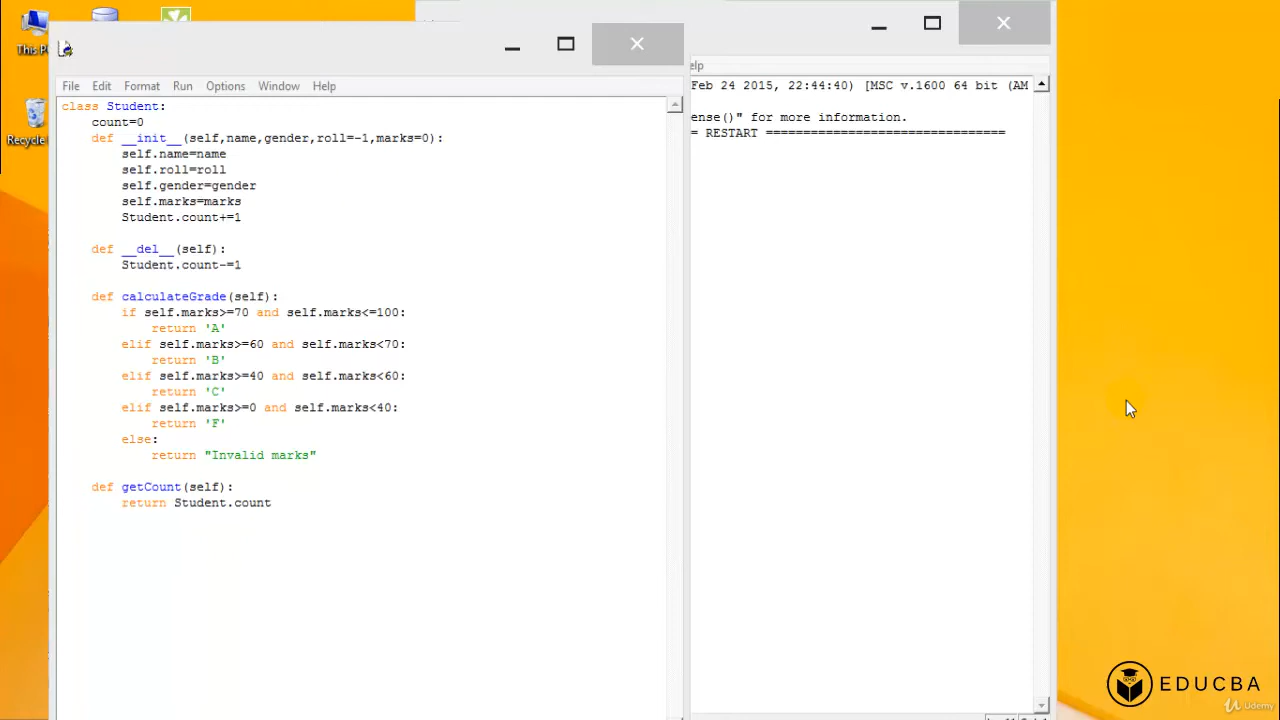 This P
Recycle
File Edit Format Run Options Window Help
class Student:
count=0
def __init__(self,name,gender,roll=-1,marks=0):
self.name=name
self.roll=roll
self.gender=gender
self.marks=marks
Student.count+=1
def __del__(self):
Student.count-=1
def calculateGrade(self):
if self.marks>=70 and self.marks<=100:
return 'A'
elif self.marks>=60 and self.marks<70:
return 'B'
elif self.marks>=40 and self.marks<60:
return 'C'
elif self.marks>=0 and self.marks<40:
return 'F'
else:
return "Invalid marks"
def getCount(self):
return Student.count
elp
Feb 24 2015, 22:44:40) [MSC v.1600 64 bit (AM
ense()" for more information.
= RESTART ================================
EDUCBA
Udemy